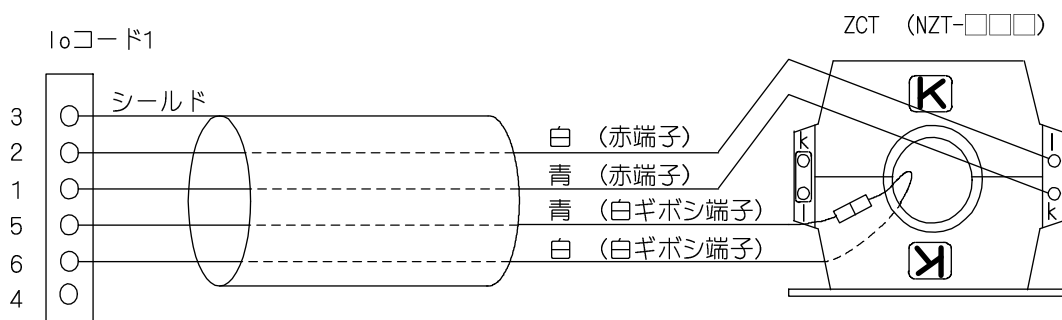 Ioコード1
ZCT (NZT-□□□)
3
シールド
2
白 (赤端子)
1
青 (赤端子)
5
青 (白ギボシ端子)
6
白 (白ギボシ端子)
4
K
k
l
l
k
K